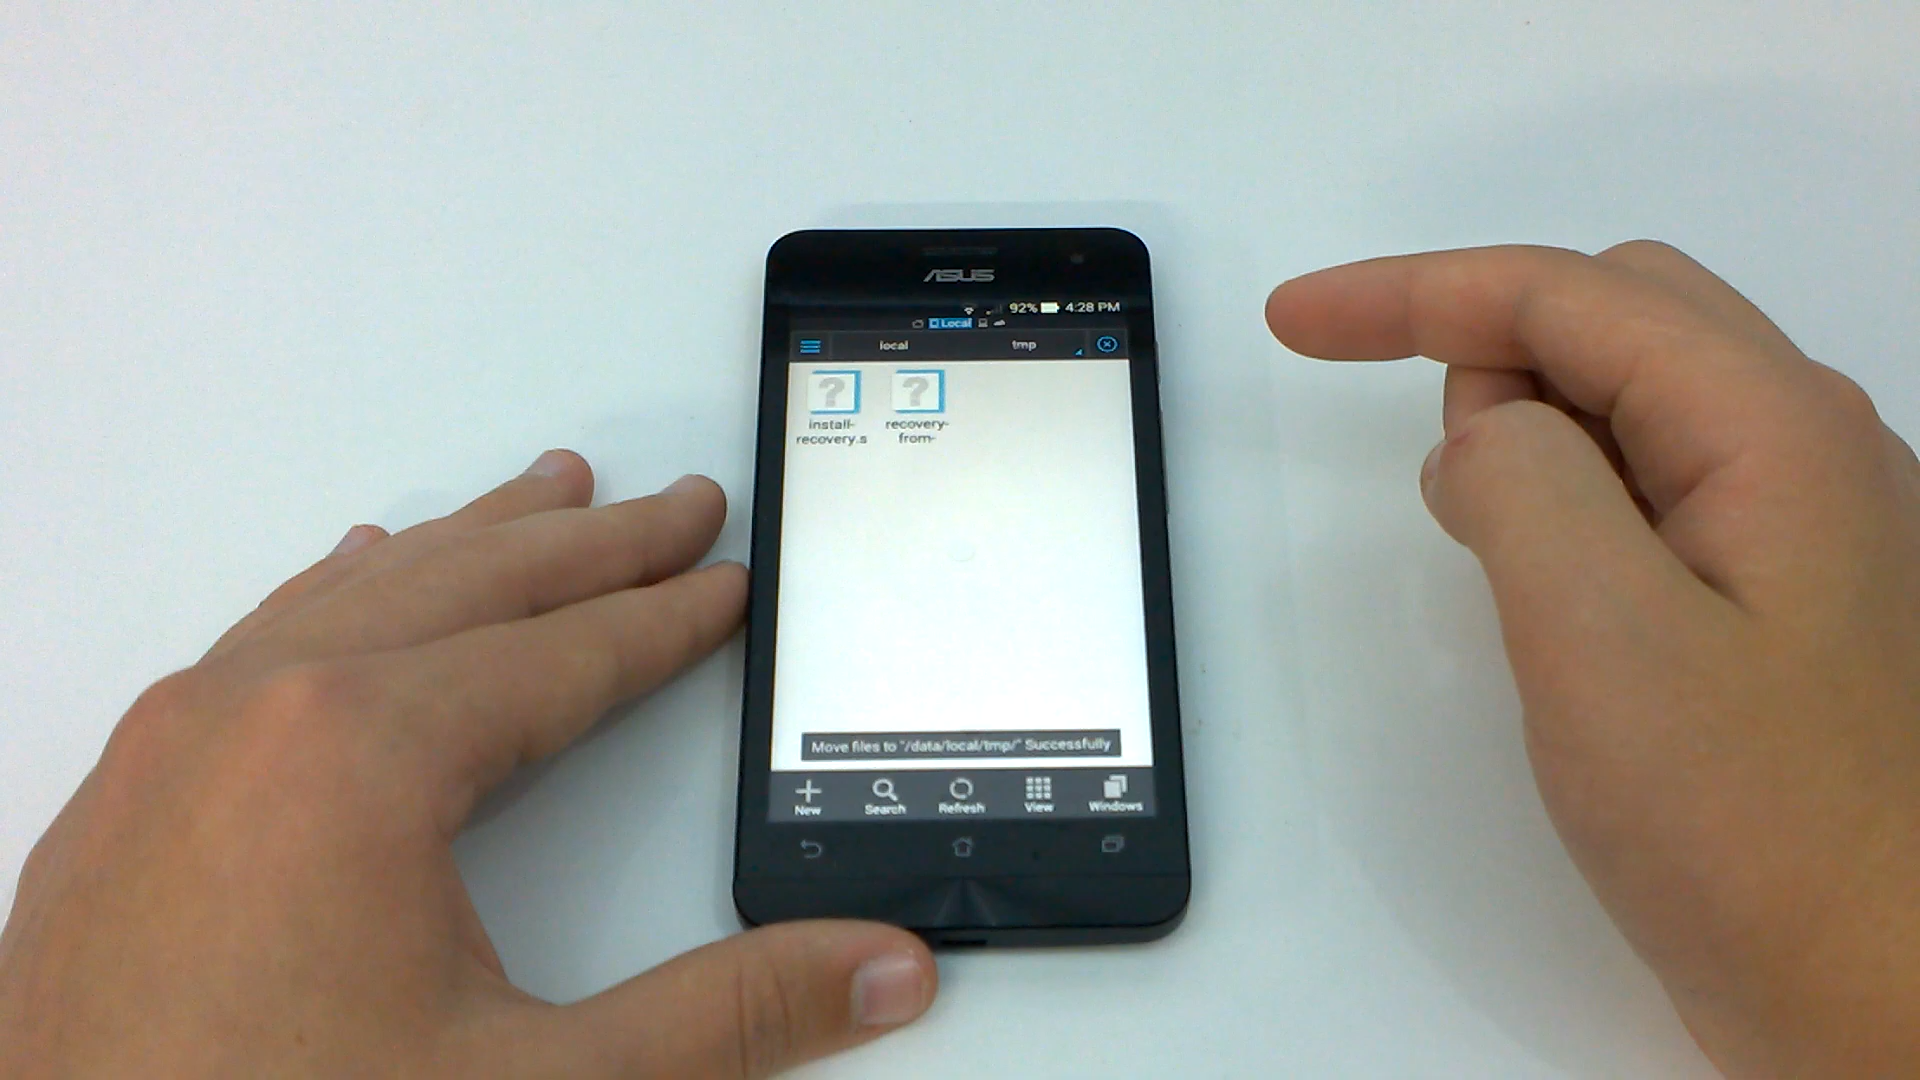 ASUS
92% 4:28 PM
Local
local tmp
install-
recovery.s
recovery-
from-
Move files to "/data/local/tmp/" Successfully
New Search Refresh View Windows